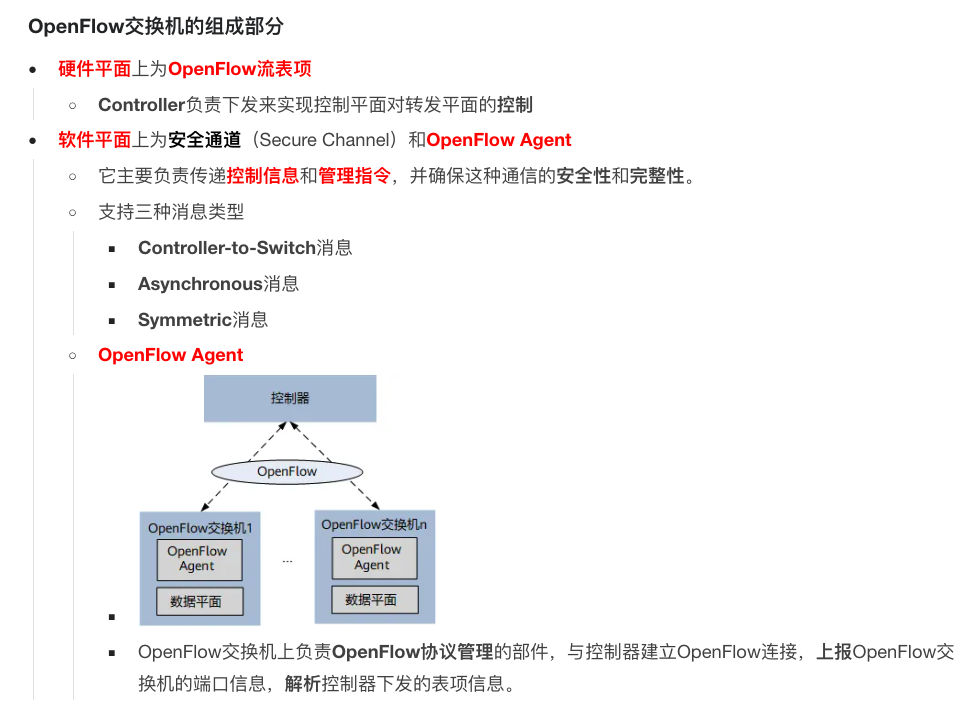 OpenFlow交换机的组成部分
硬件平面上为OpenFlow流表项
Controller负责下发来实现控制平面对转发平面的控制
软件平面上为安全通道（Secure Channel）和OpenFlow Agent
它主要负责传递控制信息和管理指令，并确保这种通信的安全性和完整性。
支持三种消息类型
Controller-to-Switch消息
Asynchronous消息
Symmetric消息
OpenFlow Agent
控制器
OpenFlow
OpenFlow交换机1
OpenFlow
Agent
数据平面
...
OpenFlow交换机n
OpenFlow
Agent
数据平面
OpenFlow交换机上负责OpenFlow协议管理的部件，与控制器建立OpenFlow连接，上报OpenFlow交
换机的端口信息，解析控制器下发的表项信息。